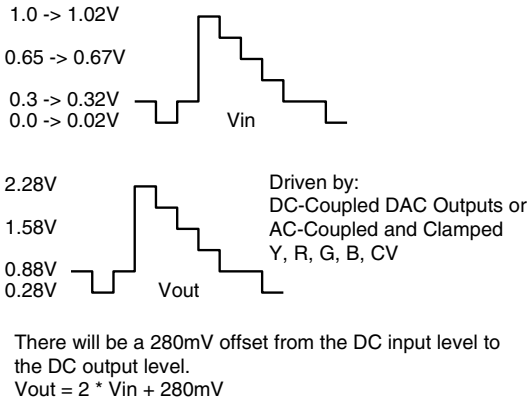 1.0 -> 1.02V
0.65 -> 0.67V
0.3 -> 0.32V
0.0 -> 0.02V
Vin
2.28V
1.58V
0.88V
0.28V
Vout
Driven by:
DC-Coupled DAC Outputs or
AC-Coupled and Clamped
Y, R, G, B, CV
There will be a 280mV offset from the DC input level to
the DC output level.
Vout = 2 * Vin + 280mV